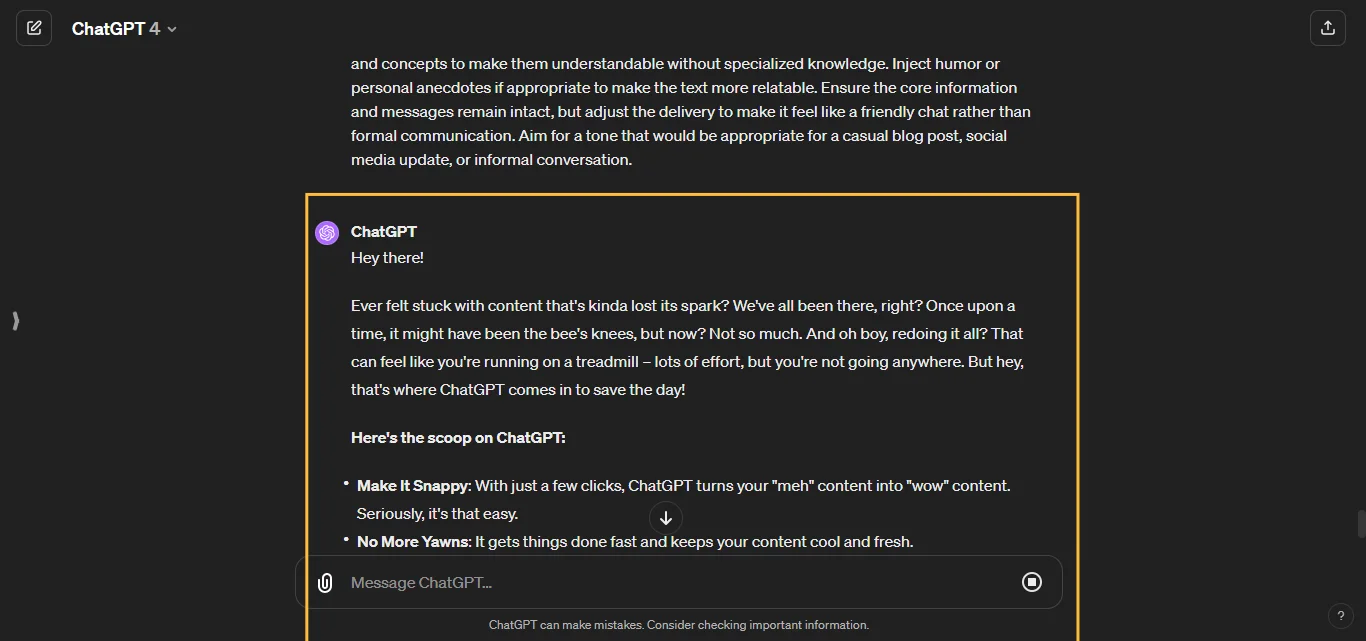 ChatGPT 4
and concepts to make them understandable without specialized knowledge. Inject humor or
personal anecdotes if appropriate to make the text more relatable. Ensure the core information
and messages remain intact, but adjust the delivery to make it feel like a friendly chat rather than
formal communication. Aim for a tone that would be appropriate for a casual blog post, social
media update, or informal conversation.
ChatGPT
Hey there!
Ever felt stuck with content that's kinda lost its spark? We've all been there, right? Once upon a
time, it might have been the bee's knees, but now? Not so much. And oh boy, redoing it all? That
can feel like you're running on a treadmill – lots of effort, but you're not going anywhere. But hey,
that's where ChatGPT comes in to save the day!
Here's the scoop on ChatGPT:
• Make It Snappy: With just a few clicks, ChatGPT turns your "meh" content into "wow" content.
Seriously, it's that easy.
• No More Yawns: It gets things done fast and keeps your content cool and fresh.
Message ChatGPT...
ChatGPT can make mistakes. Consider checking important information.
?